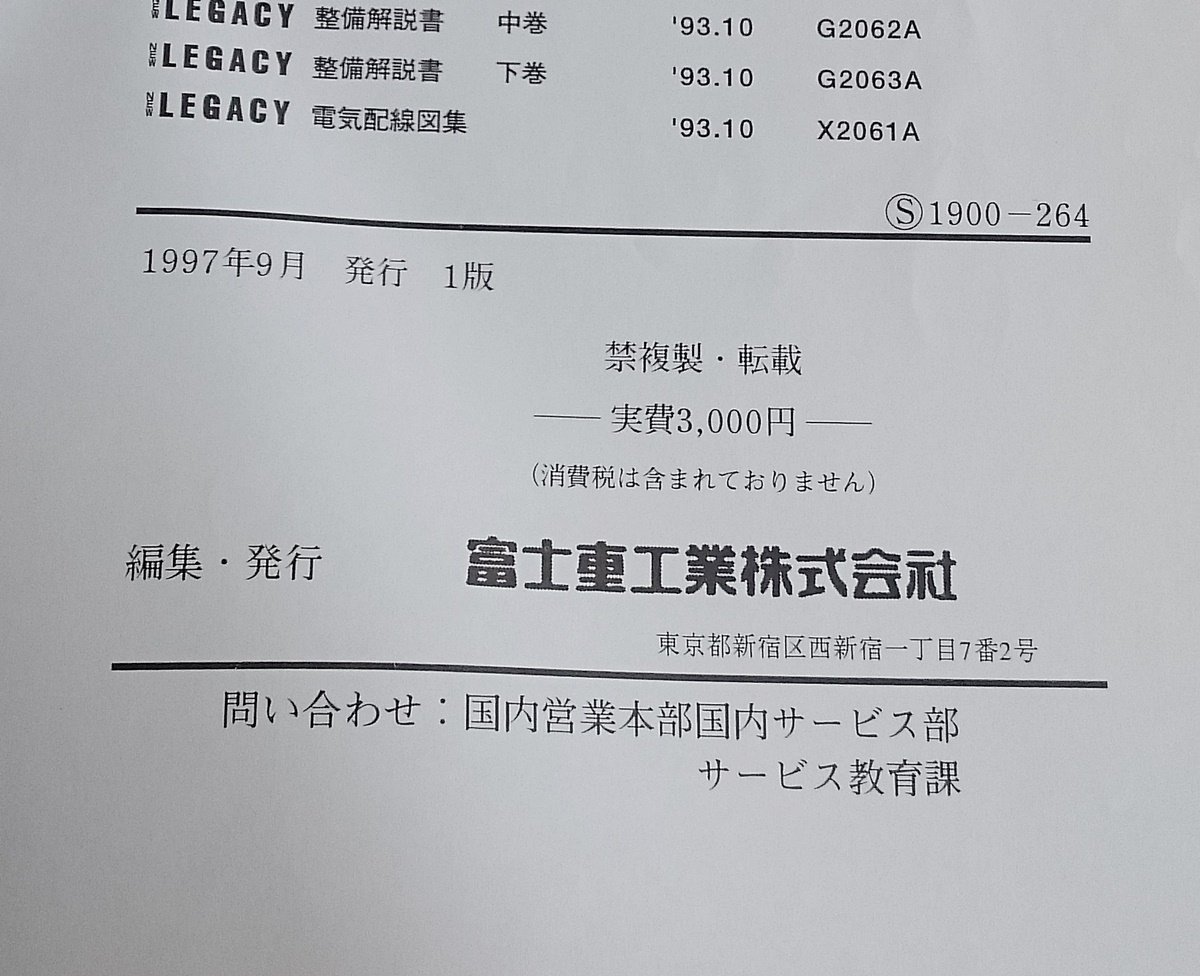 NEW LEGACY 整備解説書 中巻 '93.10 G2062A
NEW LEGACY 整備解説書 下巻 '93.10 G2063A
NEW LEGACY 電気配線図集 '93.10 X2061A
Ⓢ1900-264
1997年9月 発行 1版
禁複製・転載
── 実費3,000円 ──
(消費税は含まれておりません)
編集・発行 富士重工業株式会社
東京都新宿区西新宿一丁目7番2号
問い合わせ:国内営業本部国内サービス部
サービス教育課